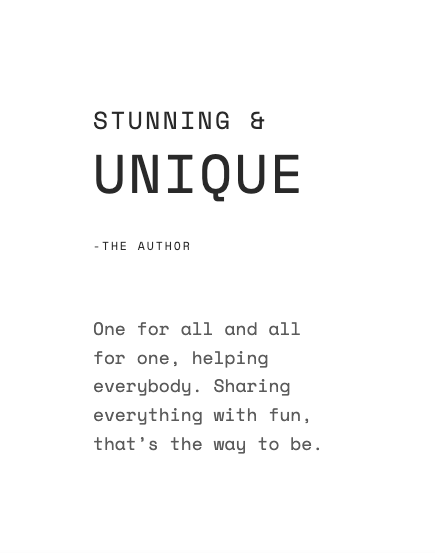 STUNNING &
UNIQUE
-THE AUTHOR
One for all and all
for one, helping
everybody. Sharing
everything with fun,
that’s the way to be.